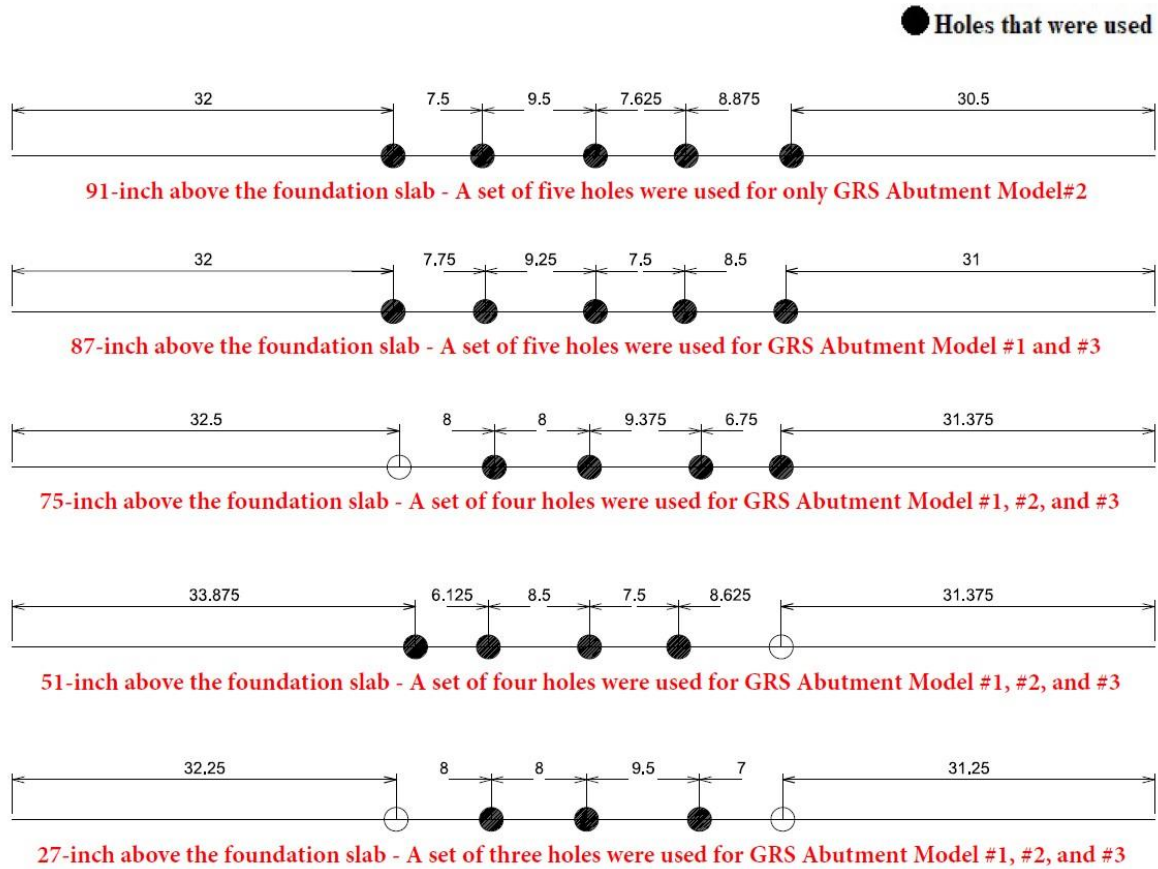 Holes that were used
32 7.5 9.5 7.625 8.875 30.5
91-inch above the foundation slab - A set of five holes were used for only GRS Abutment Model#2
32 7.75 9.25 7.5 8.5 31
87-inch above the foundation slab - A set of five holes were used for GRS Abutment Model #1 and #3
32.5 8 8 9.375 6.75 31.375
75-inch above the foundation slab - A set of four holes were used for GRS Abutment Model #1, #2, and #3
33.875 6.125 8.5 7.5 8.625 31.375
51-inch above the foundation slab - A set of four holes were used for GRS Abutment Model #1, #2, and #3
32.25 8 8 9.5 7 31.25
27-inch above the foundation slab - A set of three holes were used for GRS Abutment Model #1, #2, and #3